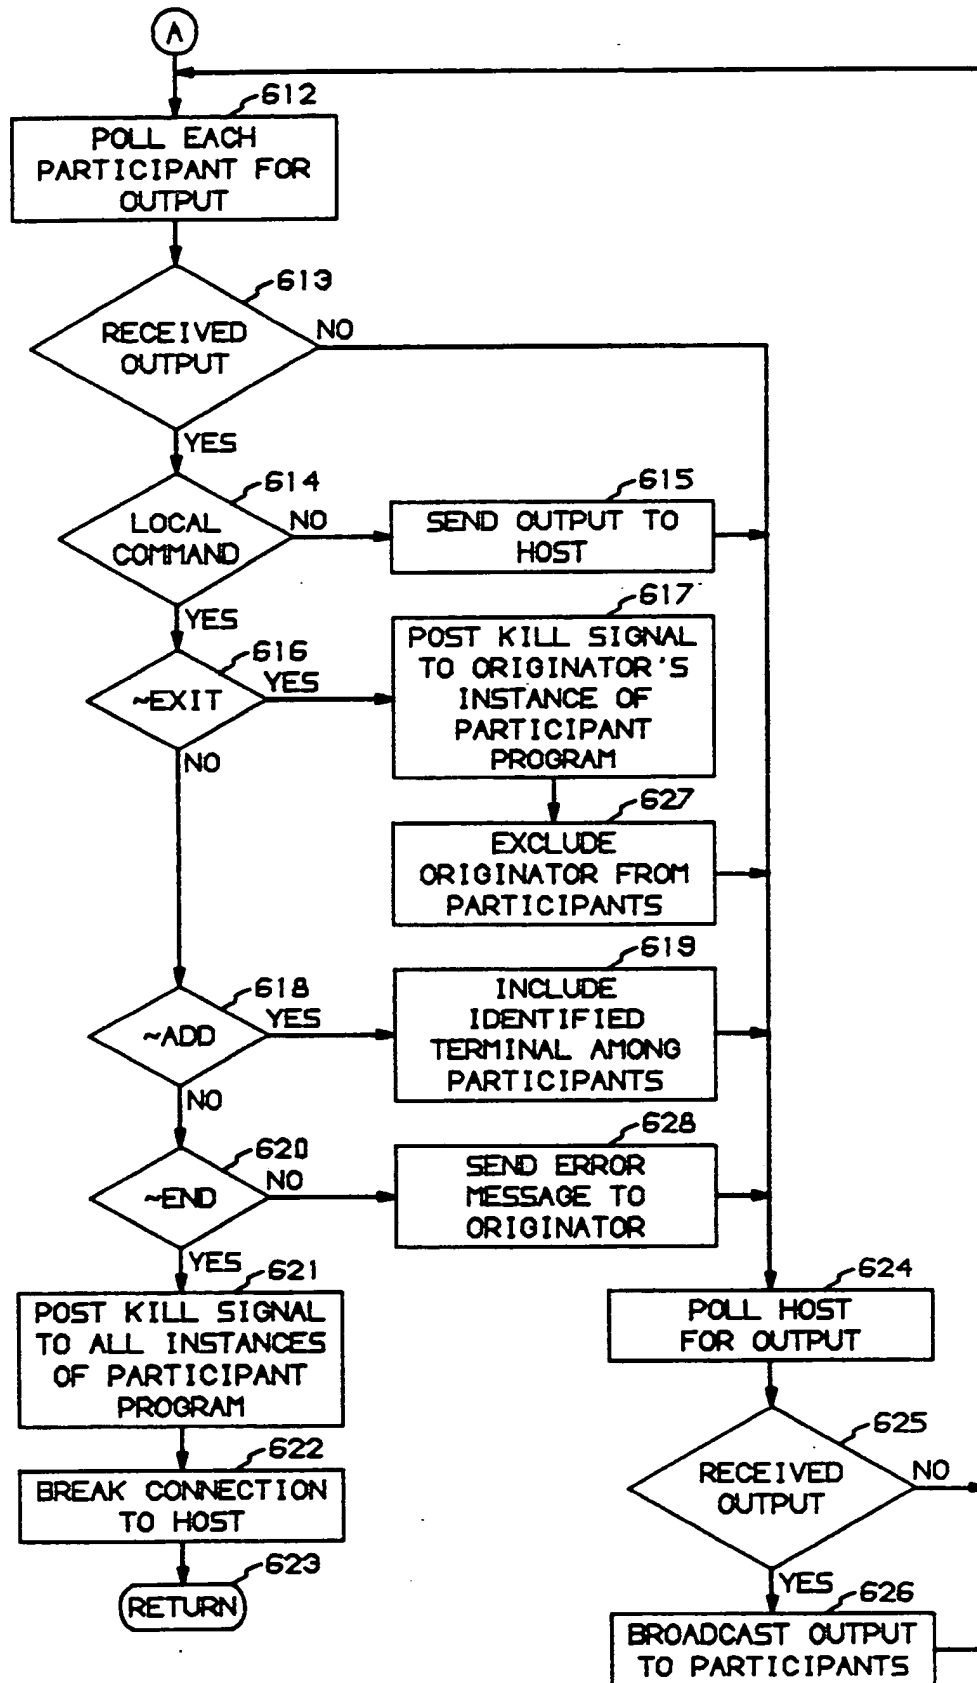 A
612
POLL EACH
PARTICIPANT FOR
OUTPUT
613
RECEIVED
OUTPUT
NO
YES
614
LOCAL
COMMAND
NO
615
SEND OUTPUT TO
HOST
YES
616
~EXIT
YES
617
POST KILL SIGNAL
TO ORIGINATOR'S
INSTANCE OF
PARTICIPANT
PROGRAM
NO
627
EXCLUDE
ORIGINATOR FROM
PARTICIPANTS
618
~ADD
YES
619
INCLUDE
IDENTIFIED
TERMINAL AMONG
PARTICIPANTS
NO
620
~END
NO
628
SEND ERROR
MESSAGE TO
ORIGINATOR
YES
621
POST KILL SIGNAL
TO ALL INSTANCES
OF PARTICIPANT
PROGRAM
622
BREAK CONNECTION
TO HOST
623
RETURN
624
POLL HOST
FOR OUTPUT
625
RECEIVED
OUTPUT
NO
YES
626
BROADCAST OUTPUT
TO PARTICIPANTS